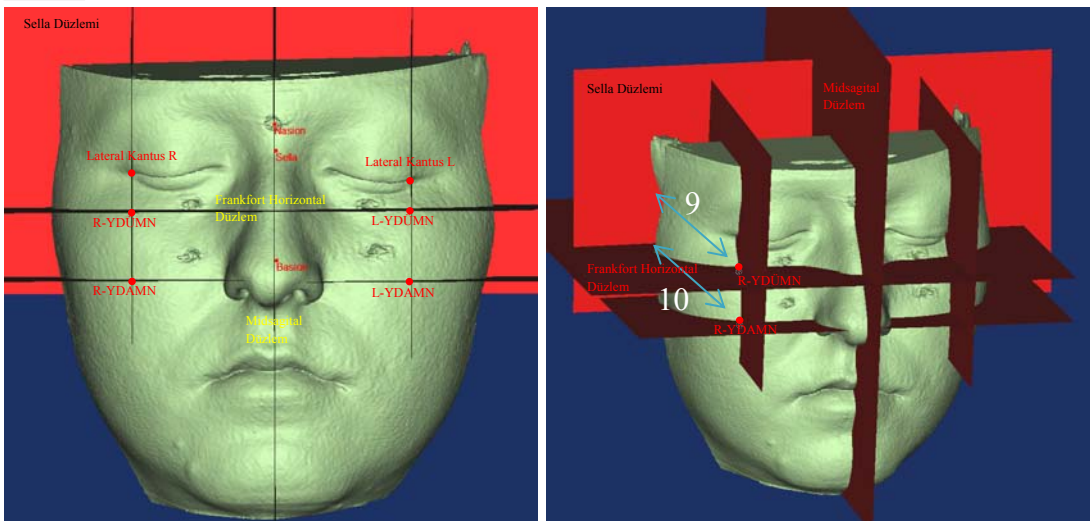 Sella Düzlemi
Nasion
Sella
Lateral Kantus R
Lateral Kantus L
Frankfort Horizontal
Düzlem
R-YDÜMN
L-YDÜMN
Basion
R-YDAMN
L-YDAMN
Midsagital
Düzlem
Sella Düzlemi
Midsagital
Düzlem
9
Frankfort Horizontal
Düzlem
R-YDÜMN
10
R-YDAMN